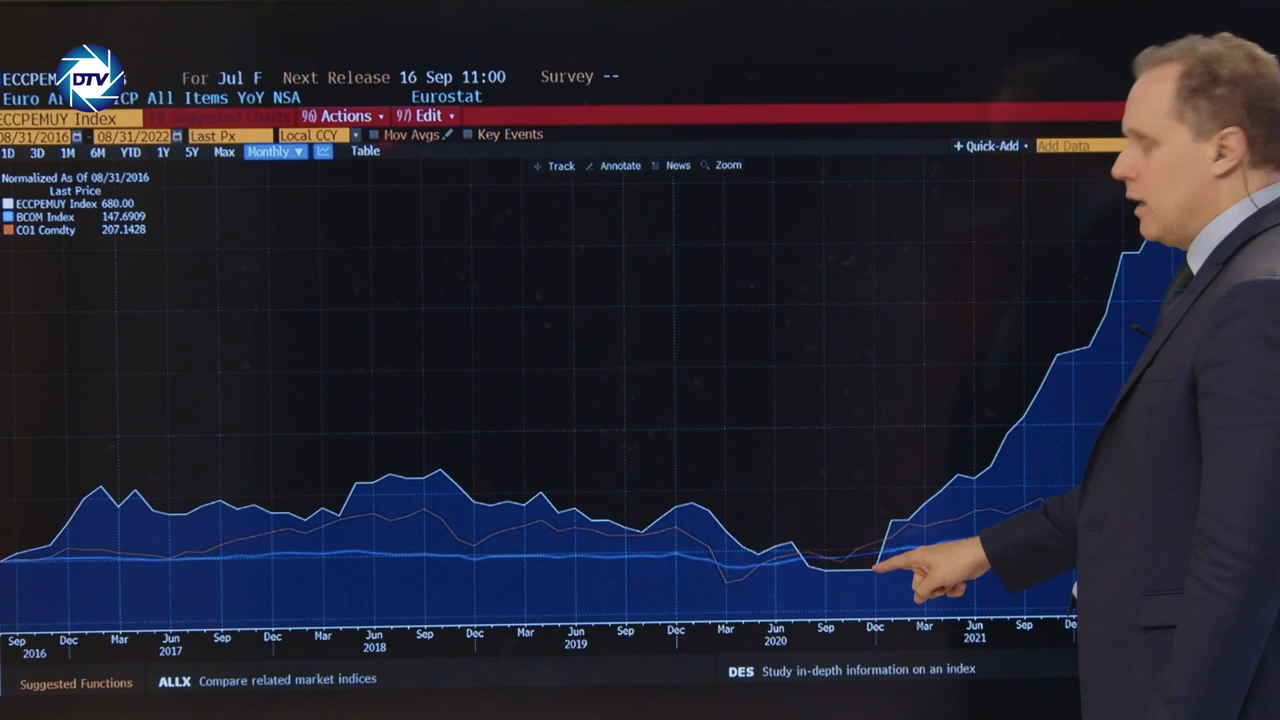 DTV
ECCPEM For Jul F Next Release 16 Sep 11:00 Survey --
Euro CP All Items YoY NSA Eurostat
ECCPEMUY Index 96) Actions 97) Edit
08/31/2016 - 08/31/2022 Last Px Local CCY Mov Avgs Key Events
1D 3D 1M 6M YTD 1Y 5Y Max Monthly ▼ Table + Quick-Add Add Data
Track Annotate News Zoom
Normalized As Of 08/31/2016
Last Price
ECCPEMUY Index 680.00
BCOM Index 147.6909
CO1 Comdty 207.1428
Sep Dec Mar Jun Sep Dec Mar Jun Sep Dec Mar Jun Sep Dec Mar Jun Sep Dec Mar Jun Sep
2016 2017 2018 2019 2020 2021
Suggested Functions ALLX Compare related market indices DES Study in-depth information on an index